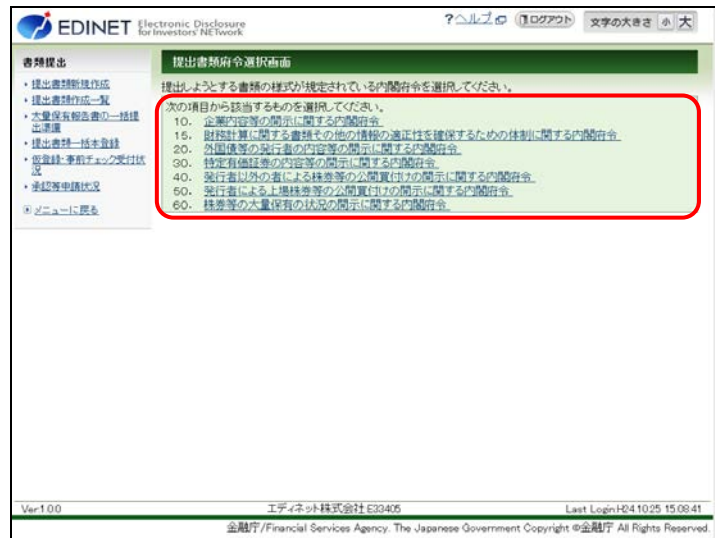 EDINET Electronic Disclosure for Investors' NETwork
?ヘルプ ログアウト 文字の大きさ 小 大
書類提出
・提出書類新規作成
・提出書類作成一覧
・大量保有報告書の一括提
出準備
・提出書類一括本登録
・仮登録・事前チェック受付状
況
・承認等申請状況
メニューに戻る
提出書類府令選択画面
提出しようとする書類の様式が規定されている内閣府令を選択してください。
次の項目から該当するものを選択してください。
10. 企業内容等の開示に関する内閣府令
15. 財務計算に関する書類その他の情報の適正性を確保するための体制に関する内閣府令
20. 外国債等の発行者の内容等の開示に関する内閣府令
30. 特定有価証券の内容等の開示に関する内閣府令
40. 発行者以外の者による株券等の公開買付けの開示に関する内閣府令
50. 発行者による上場株券等の公開買付けの開示に関する内閣府令
60. 株券等の大量保有の状況の開示に関する内閣府令
Ver1.0.0 エディネット株式会社 E33405 Last Login:H24.10.25 15:08:41
金融庁/Financial Services Agency. The Japanese Government Copyright ©金融庁 All Rights Reserved.